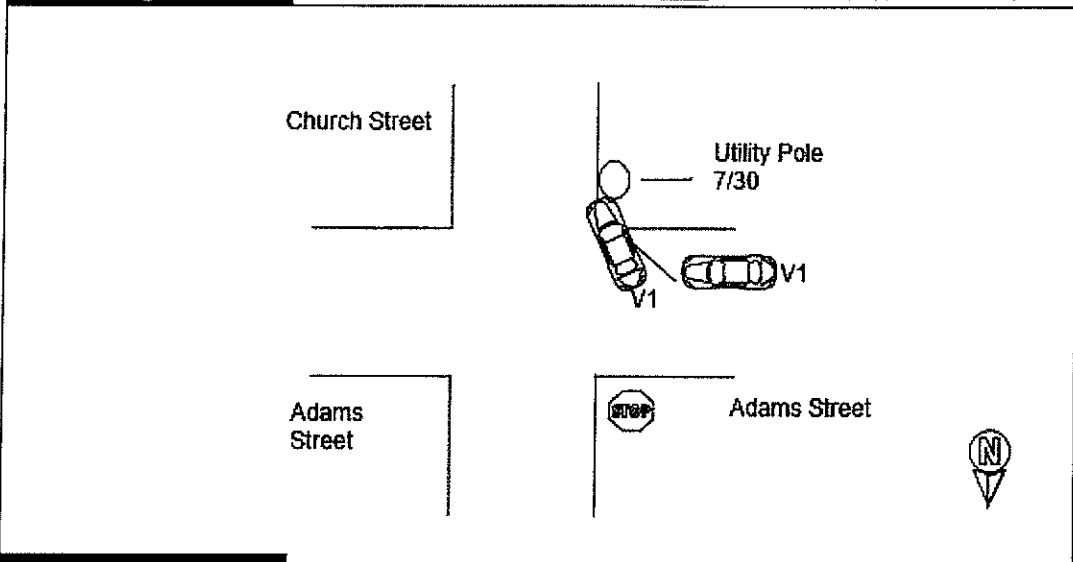 Church Street
Utility Pole
7/30
V1
V1
Adams
Street
STOP
Adams Street
N